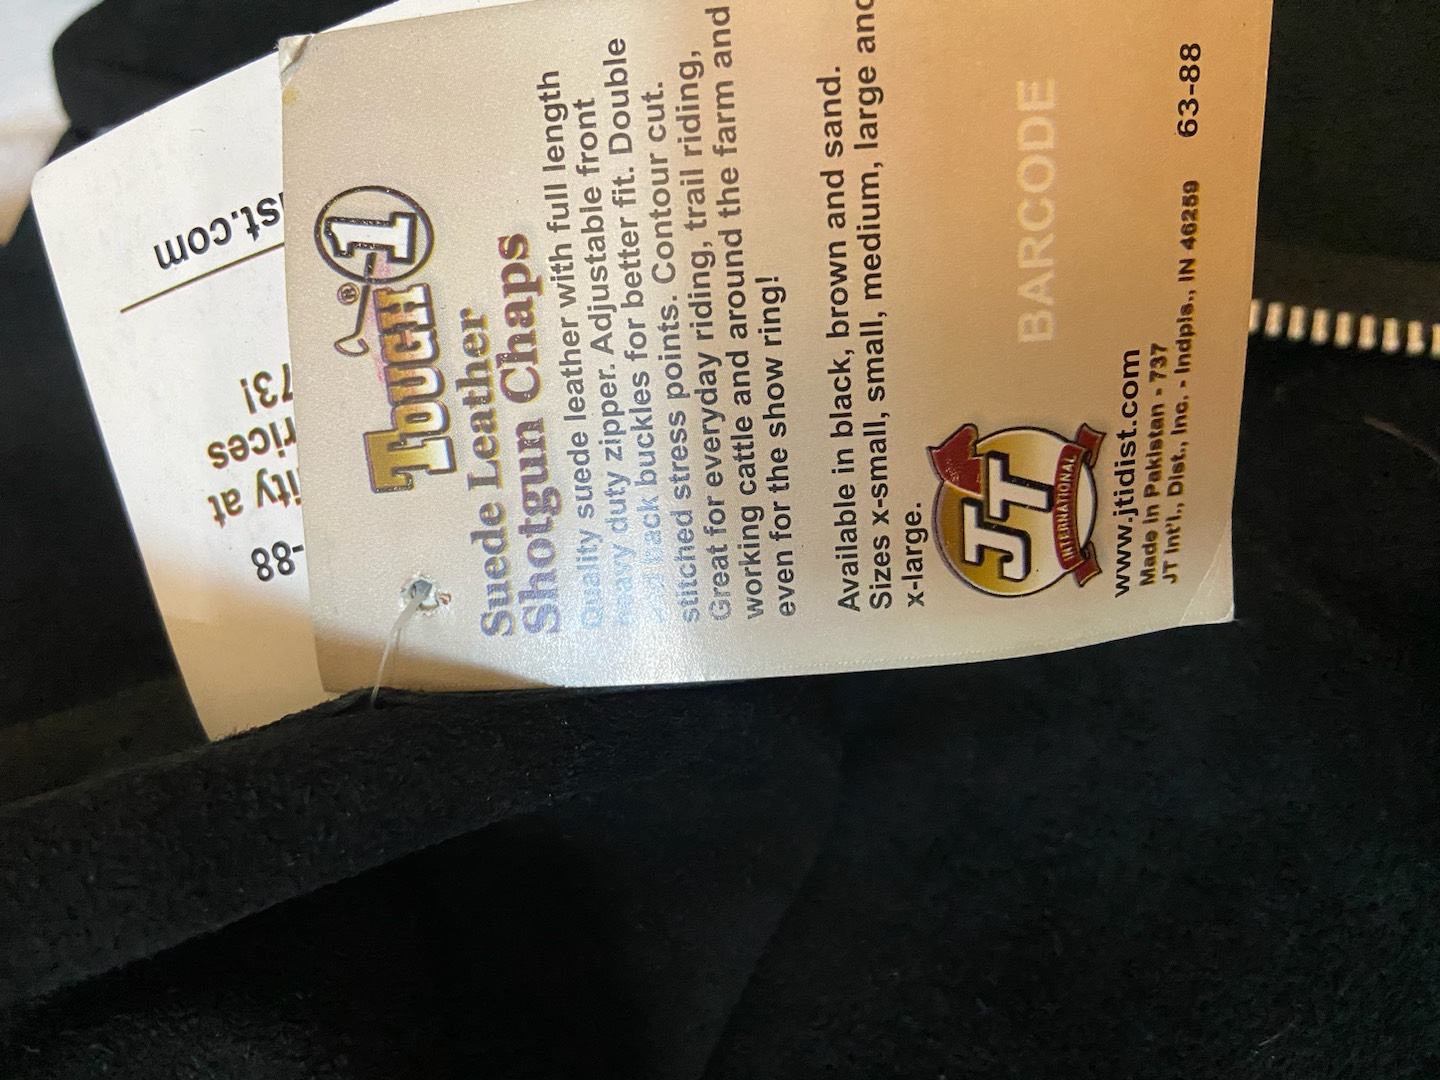 TOUGH 1 ®
Suede Leather
Shotgun Chaps
Quality suede leather with full length
heavy duty zipper. Adjustable front
and back buckles for better fit. Double
stitched stress points. Contour cut.
Great for everyday riding, trail riding,
working cattle and around the farm and
even for the show ring!
Available in black, brown and sand.
Sizes x-small, small, medium, large and
x-large.
JT
INTERNATIONAL
BARCODE
www.jtidist.com
Made in Pakistan - 737
JT Int'l., Dist., Inc. - Indpls., IN 46259
63-88
-88
ity at
rices
73!
ist.com